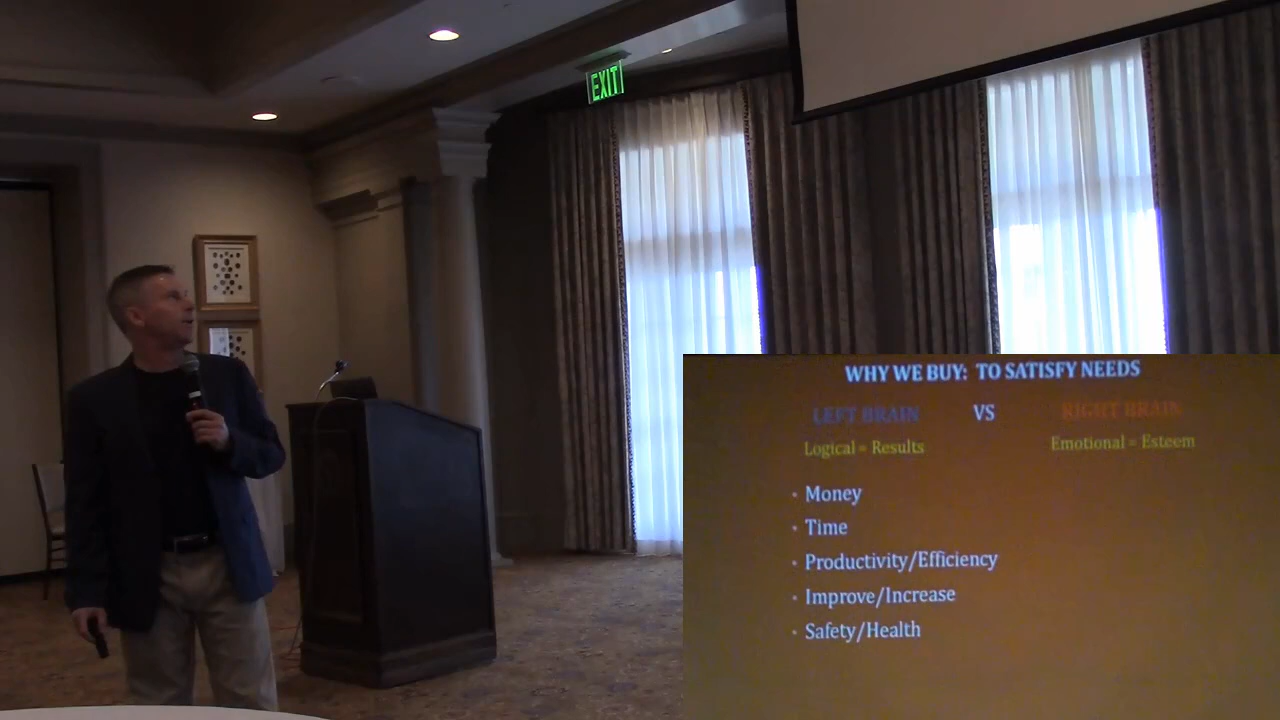 EXIT
WHY WE BUY: TO SATISFY NEEDS
LEFT BRAIN VS RIGHT BRAIN
Logical = Results Emotional = Esteem
• Money
• Time
• Productivity/Efficiency
• Improve/Increase
• Safety/Health